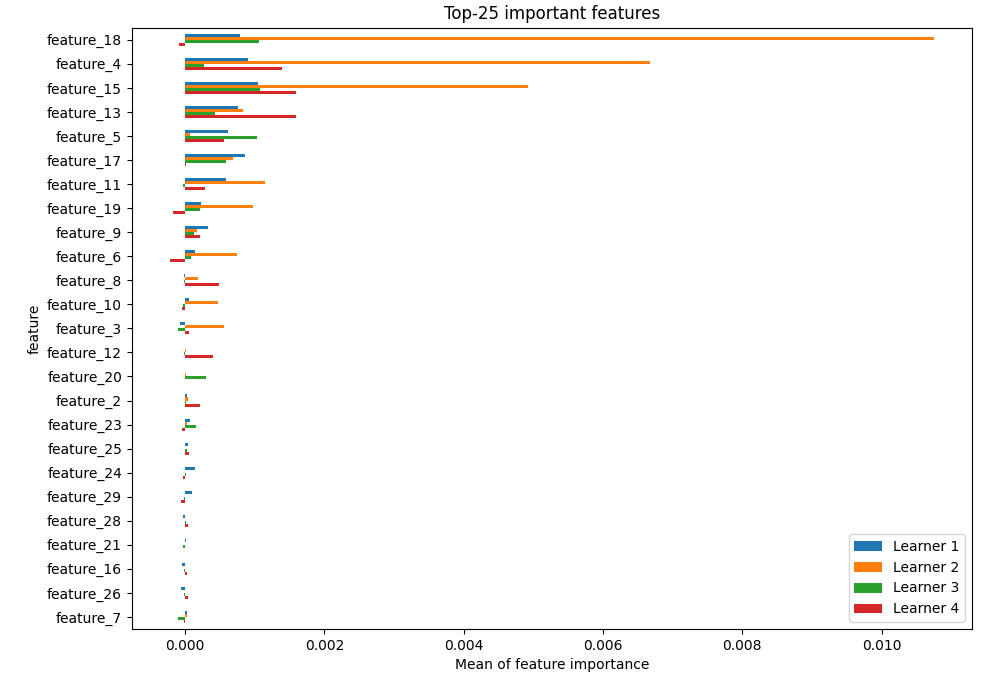 Top-25 important features
feature_18
feature_4
feature_15
feature_13
feature_5
feature_17
feature_11
feature_19
feature_9
feature_6
feature_8
feature_10
feature_3
feature_12
feature_20
feature_2
feature_23
feature_25
feature_24
feature_29
feature_28
feature_21
feature_16
feature_26
feature_7
feature
Learner 1
Learner 2
Learner 3
Learner 4
0.000 0.002 0.004 0.006 0.008 0.010
Mean of feature importance